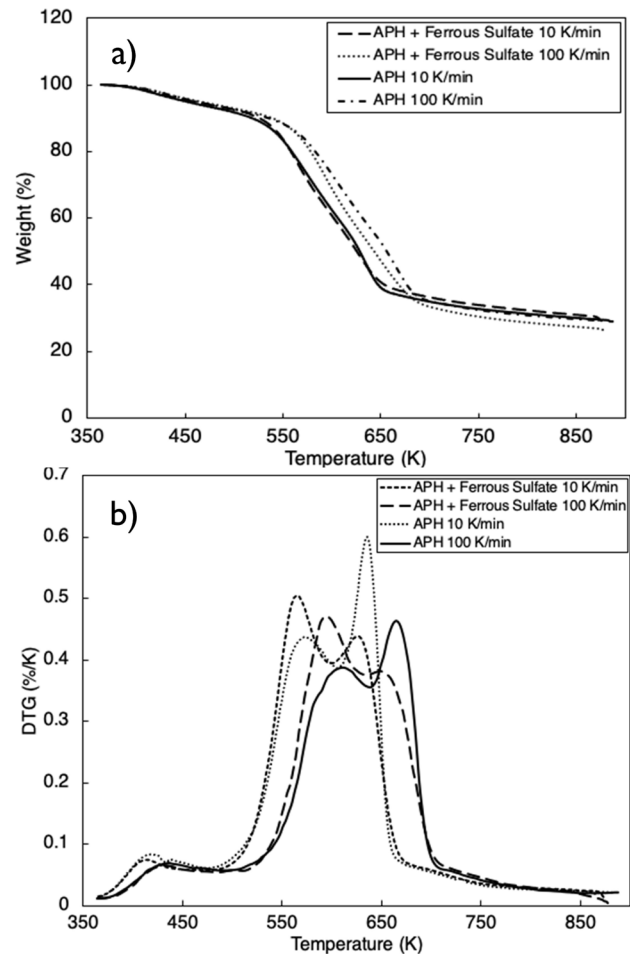 120
100
80
60
40
20
0
Weight (%)
a)
APH + Ferrous Sulfate 10 K/min
APH + Ferrous Sulfate 100 K/min
APH 10 K/min
APH 100 K/min
350 450 550 650 750 850
Temperature (K)
0.7
0.6
0.5
0.4
0.3
0.2
0.1
0
DTG (%/K)
b)
APH + Ferrous Sulfate 10 K/min
APH + Ferrous Sulfate 100 K/min
APH 10 K/min
APH 100 K/min
350 450 550 650 750 850
Temperature (K)